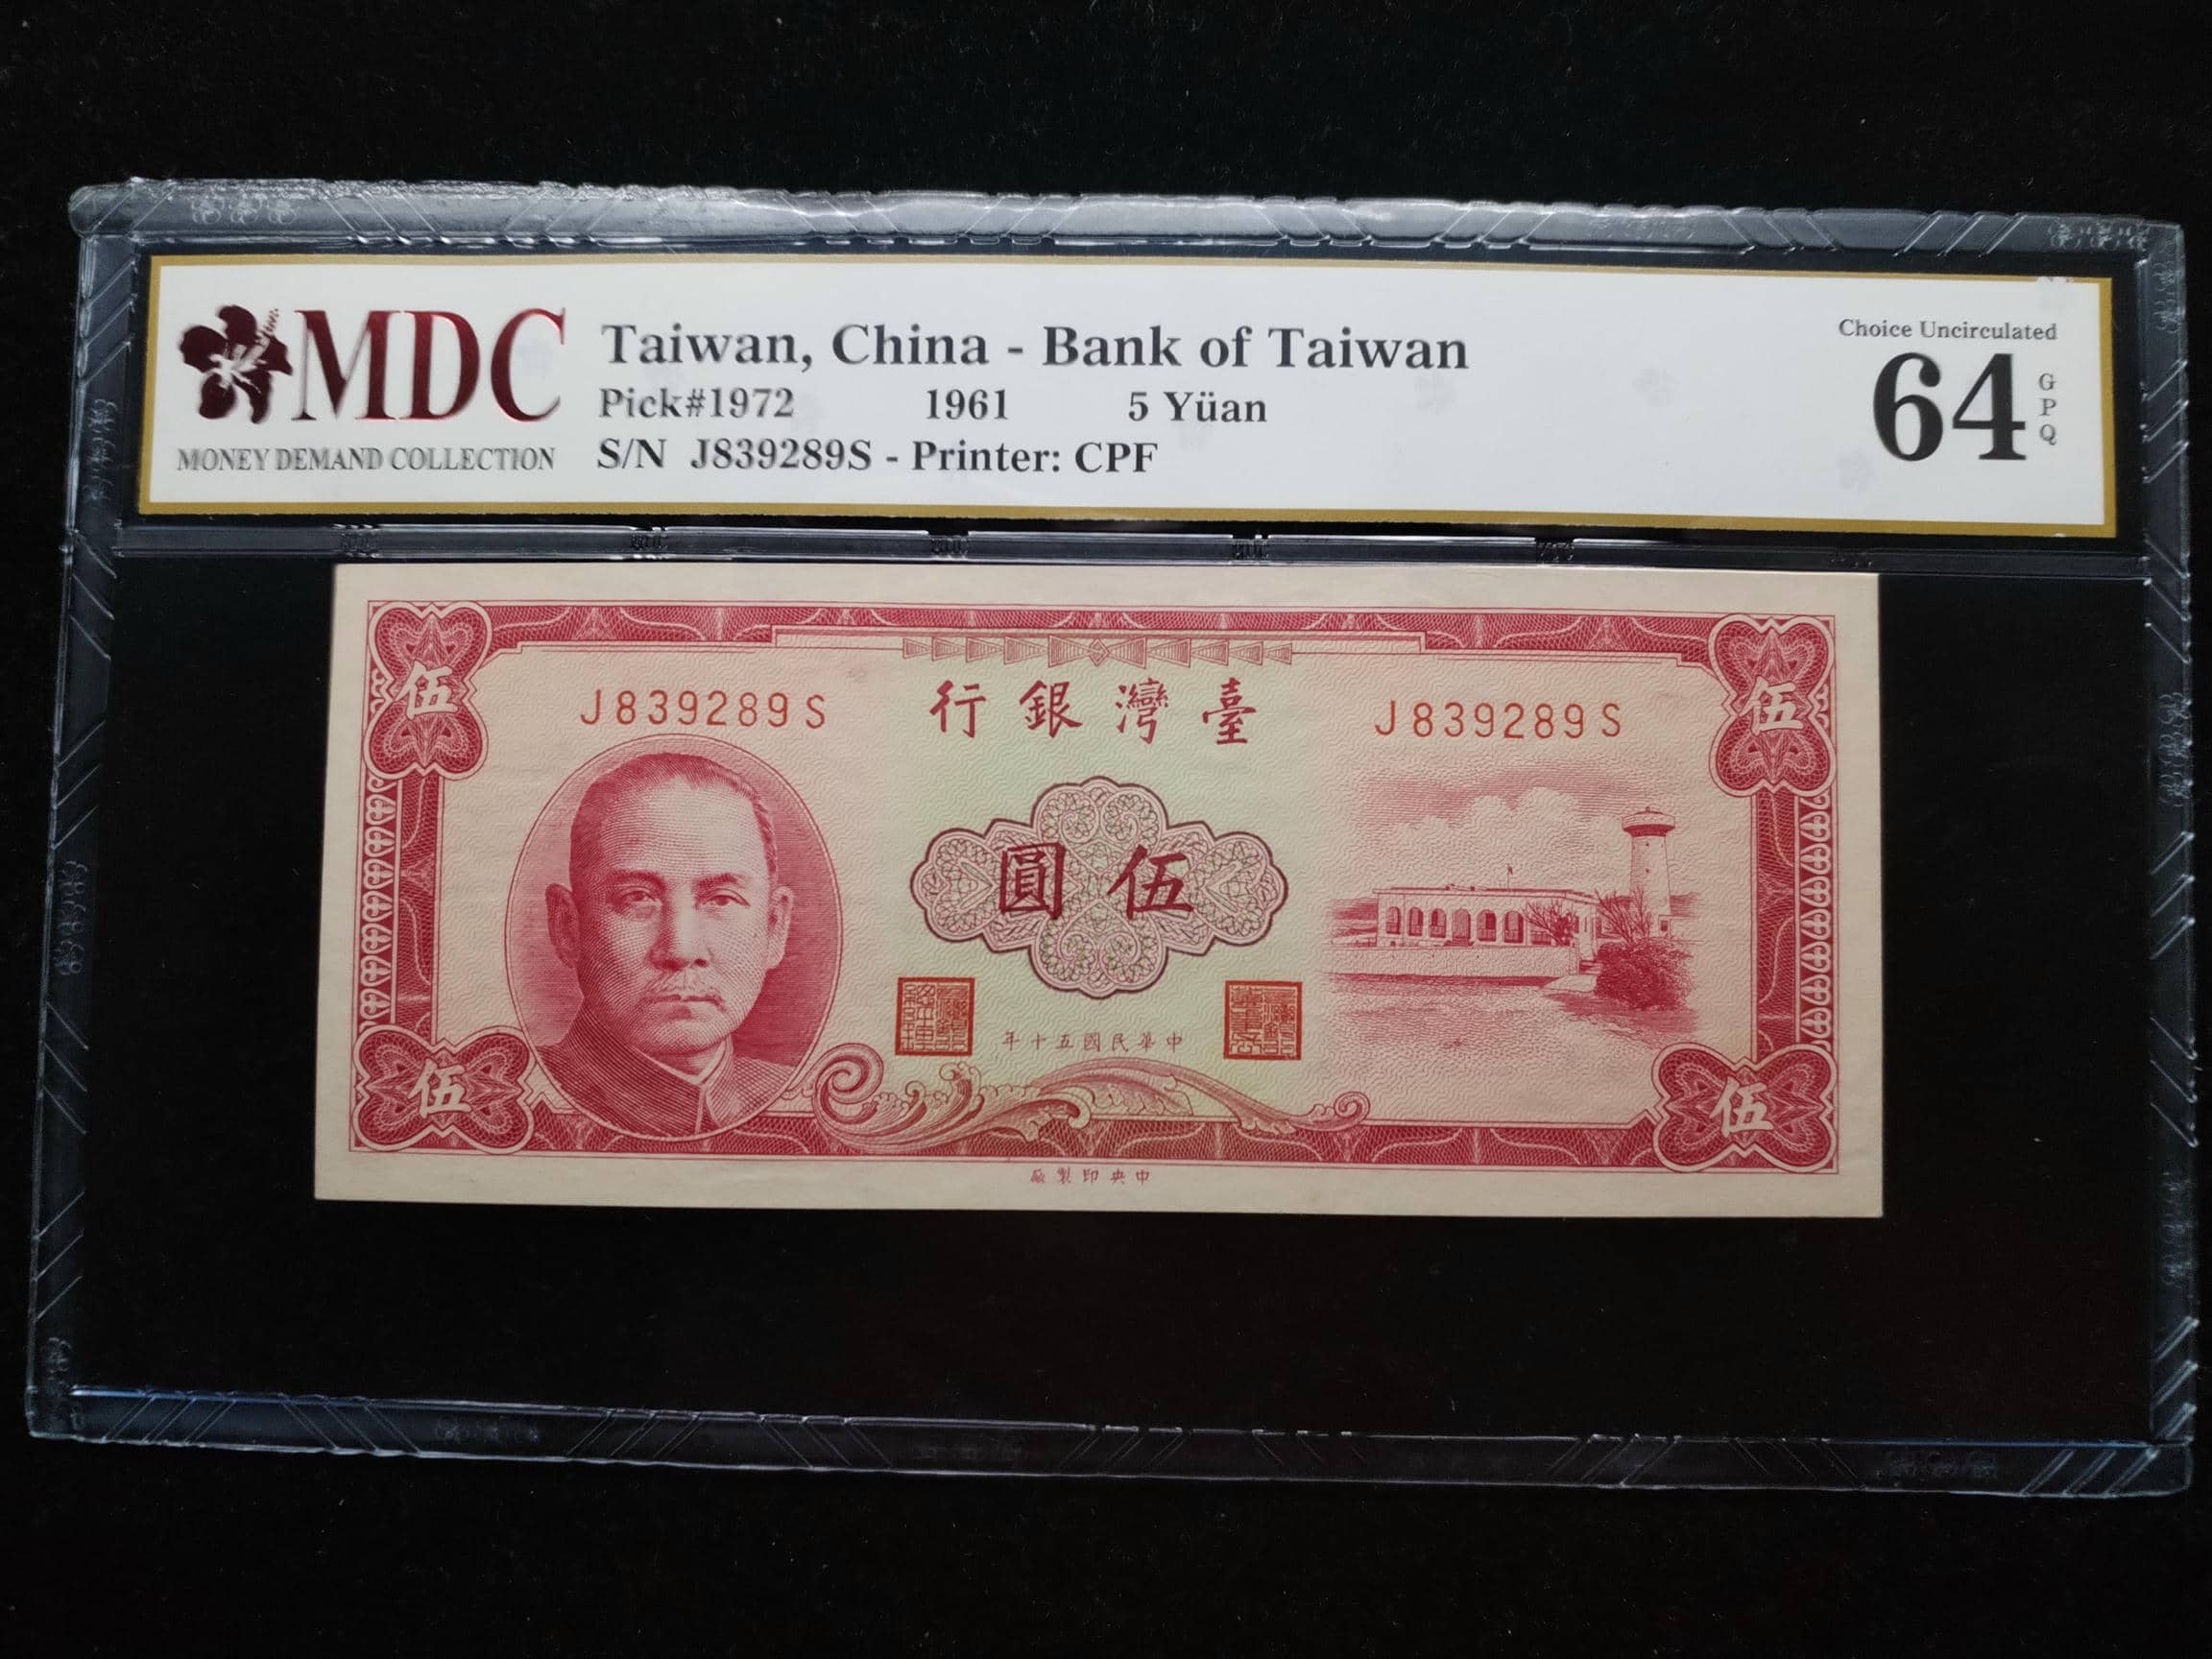 MDC
MONEY DEMAND COLLECTION
Taiwan, China - Bank of Taiwan
Pick#1972 1961 5 Yüan
S/N J839289S - Printer: CPF
Choice Uncirculated
64
GPQ
伍
伍
J839289S
行銀灣臺
J839289S
圓伍
年十五國民華中
伍
伍
廠製印央中